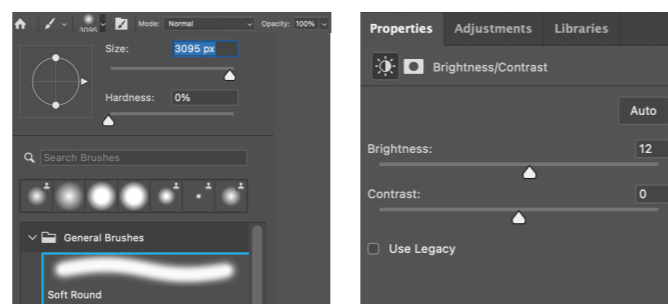 Mode: Normal Opacity: 100%
3095
Size: 3095 px
Hardness: 0%
Search Brushes
General Brushes
Soft Round
Properties Adjustments Libraries
Brightness/Contrast
Auto
Brightness: 12
Contrast: 0
Use Legacy